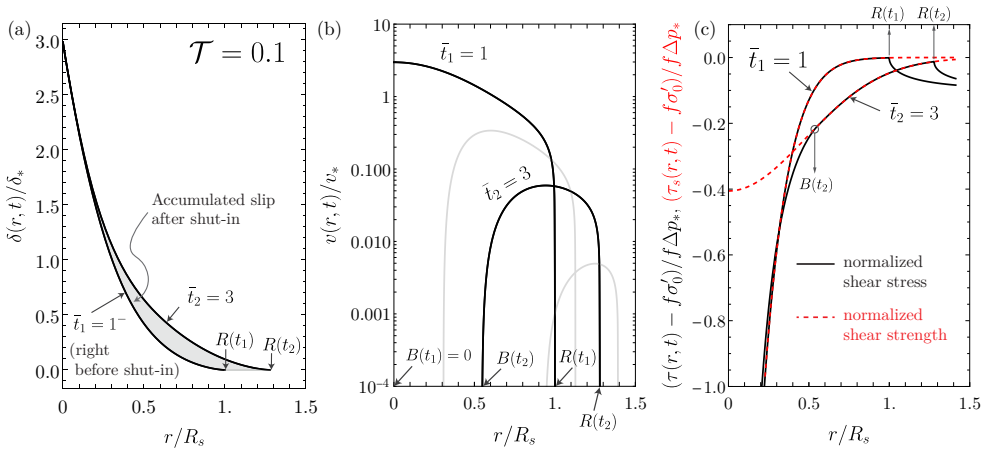 (a)
𝒯 = 0.1
3.0
2.5
2.0
1.5
1.0
0.5
0.0
δ(r, t)/δ*
Accumulated slip
after shut-in
t̄₂ = 3
t̄₁ = 1⁻
(right
before shut-in)
R(t₁)
R(t₂)
0
0.5
1.0
1.5
r/Rₛ
(b)
10
1
0.100
0.010
0.001
10⁻⁴
v(r, t)/v*
t̄₁ = 1
t̄₂ = 3
B(t₁) = 0
B(t₂)
R(t₁)
R(t₂)
0
0.5
1.0
1.5
r/Rₛ
(c)
R(t₁)
R(t₂)
0.0
−0.2
−0.4
−0.6
−0.8
−1.0
(τ(r, t) − fσ′₀)/fΔp*, (τₛ(r, t) − fσ′₀)/fΔp*
t̄₁ = 1
t̄₂ = 3
B(t₂)
normalized
shear stress
normalized
shear strength
0
0.5
1.0
1.5
r/Rₛ